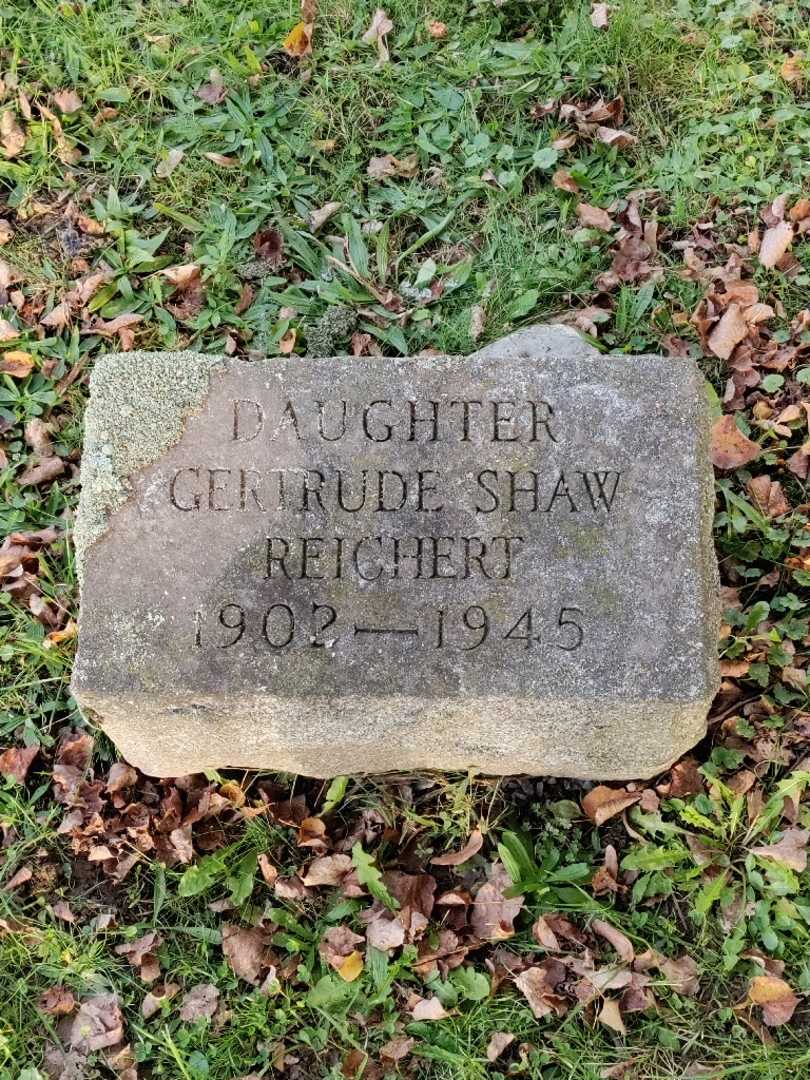 DAUGHTER
GERTRUDE SHAW
REICHERT
1902—1945